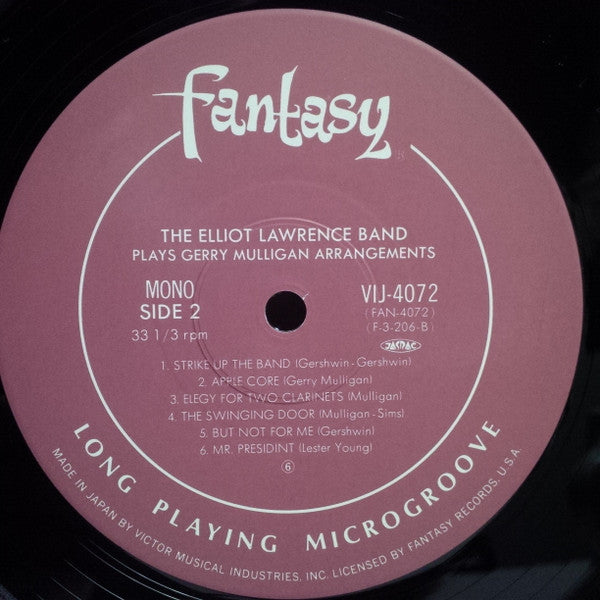 fantasy
THE ELLIOT LAWRENCE BAND
PLAYS GERRY MULLIGAN ARRANGEMENTS
MONO
SIDE 2
33 1/3 rpm
VIJ-4072
(FAN-4072)
(F-3-206-B)
JASRAC
1. STRIKE UP THE BAND (Gershwin-Gershwin)
2. APPLE CORE (Gerry Mulligan)
3. ELEGY FOR TWO CLARINETS (Mulligan)
4. THE SWINGING DOOR (Mulligan-Sims)
5. BUT NOT FOR ME (Gershwin)
6. MR. PRESIDINT (Lester Young)
6
LONG PLAYING MICROGROOVE
MADE IN JAPAN BY VICTOR MUSICAL INDUSTRIES, INC. LICENSED BY FANTASY RECORDS, U.S.A.